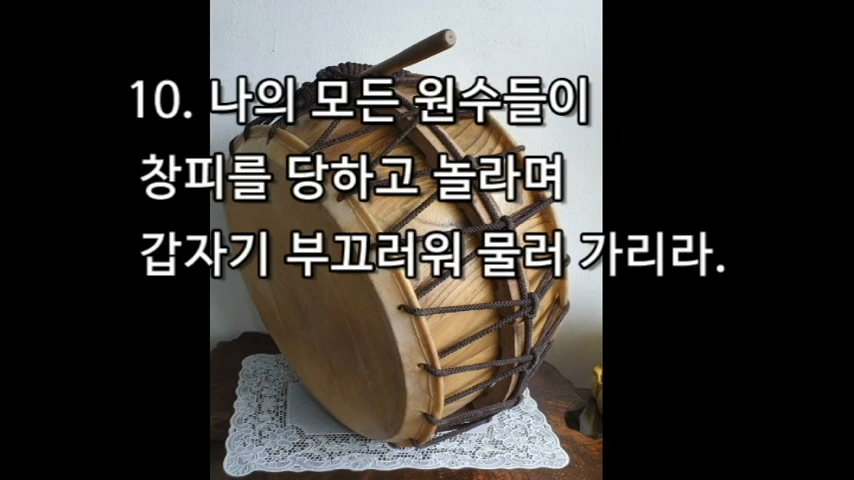 10. 나의 모든 원수들이
창피를 당하고 놀라며
갑자기 부끄러워 물러 가리라.